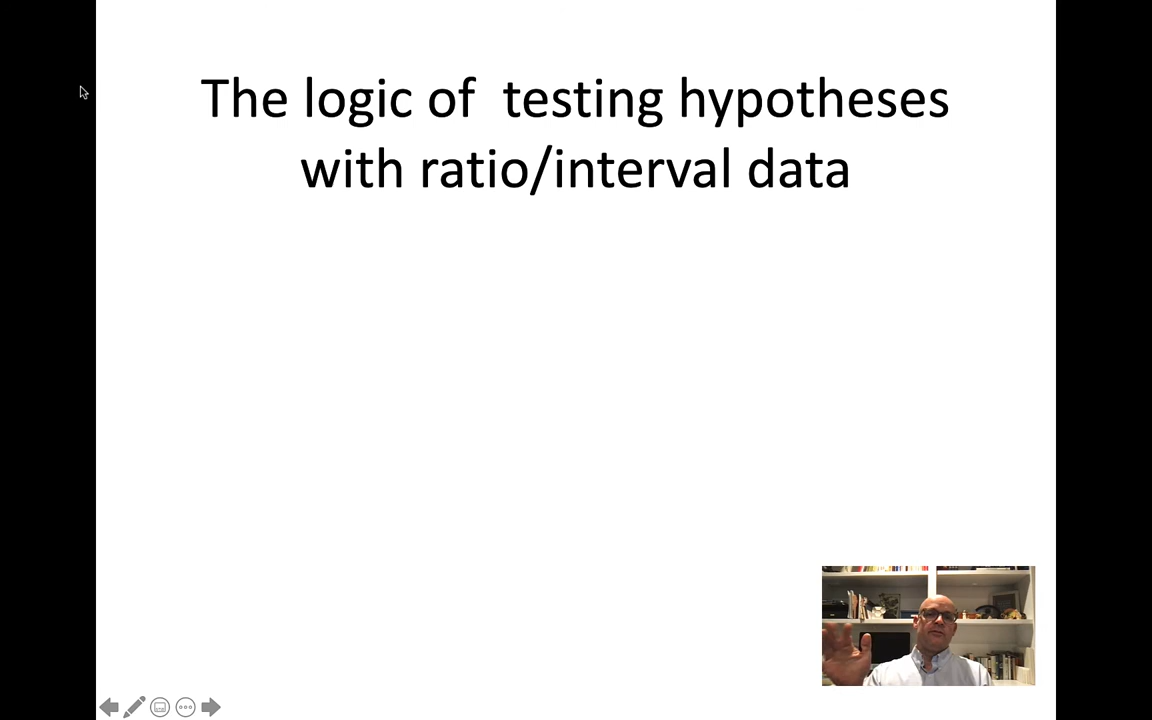 The logic of  testing hypotheses
with ratio/interval data